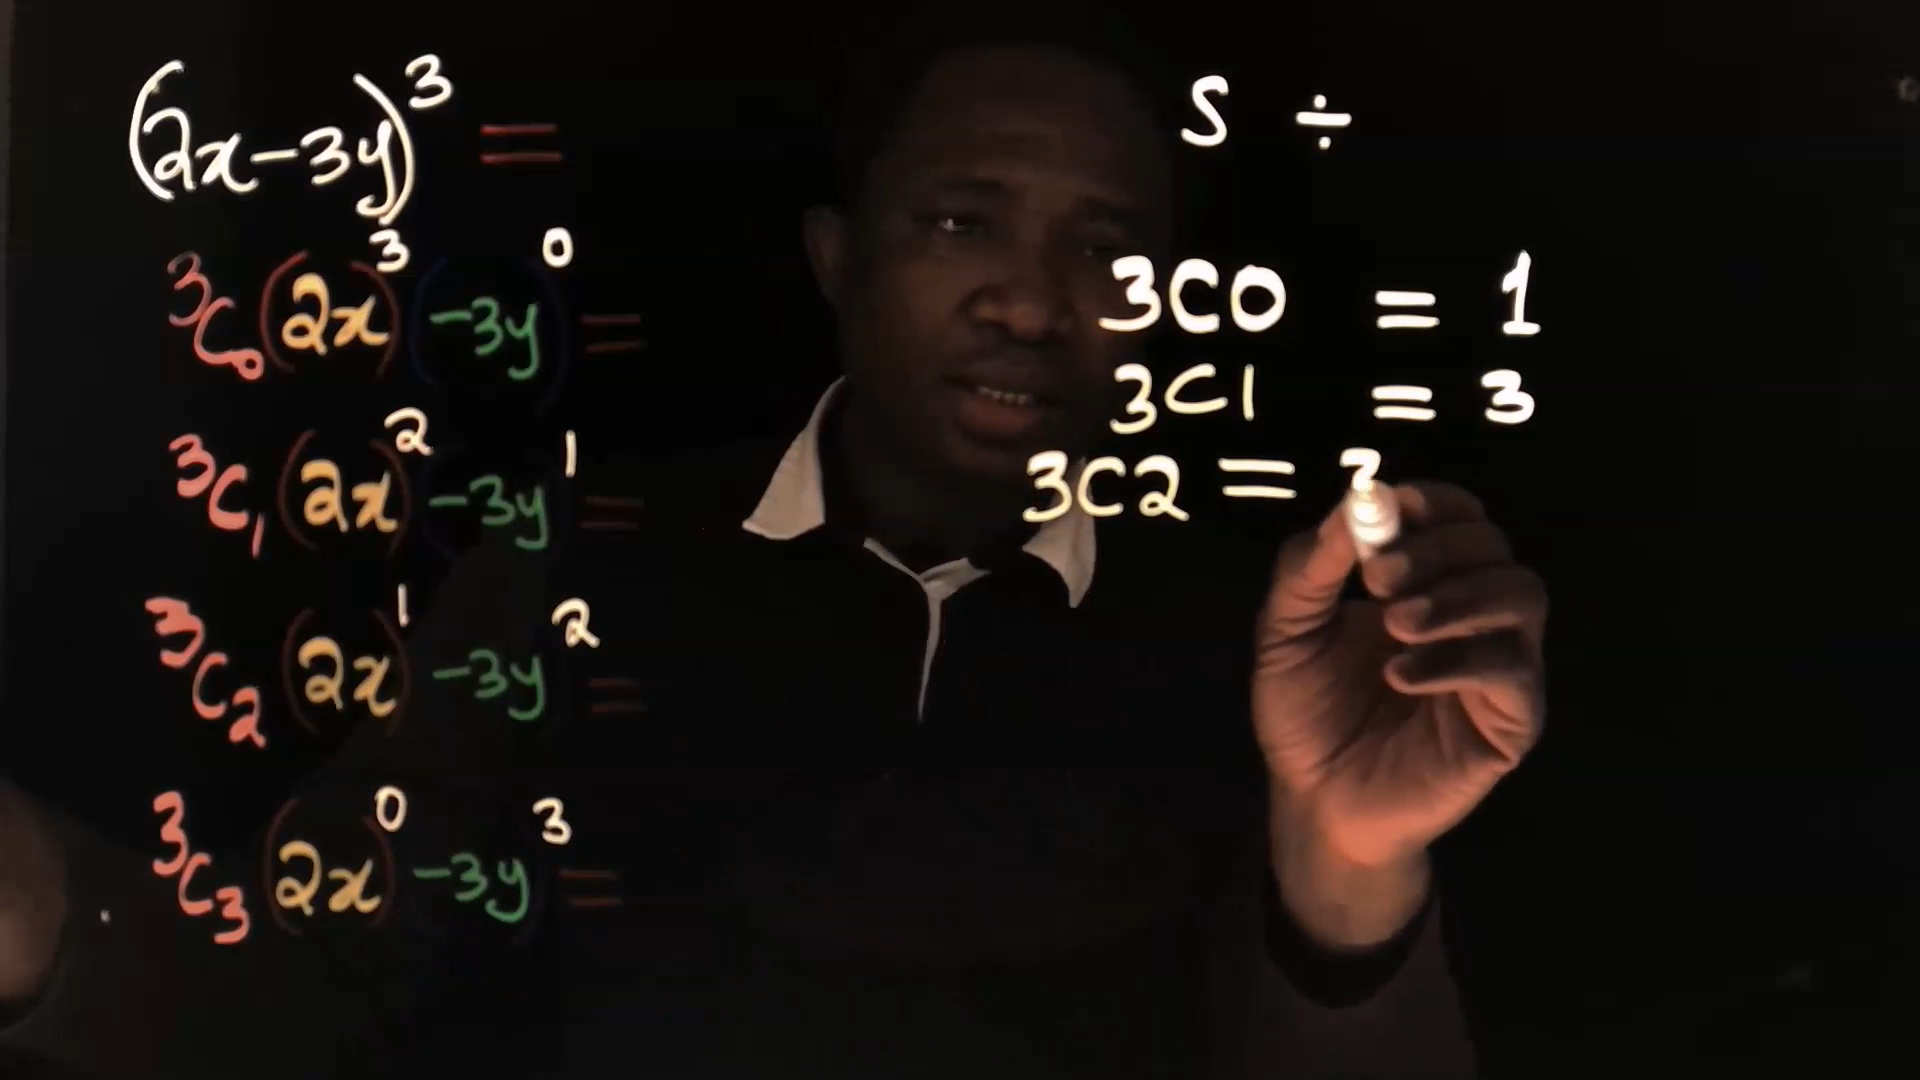 (2x-3y)³ =
³C₀(2x)³(-3y)⁰ =
³C₁(2x)²(-3y)¹ =
³C₂(2x)¹(-3y)² =
³C₃(2x)⁰(-3y)³ =
S ÷
3C0 = 1
3C1 = 3
3C2 = 3